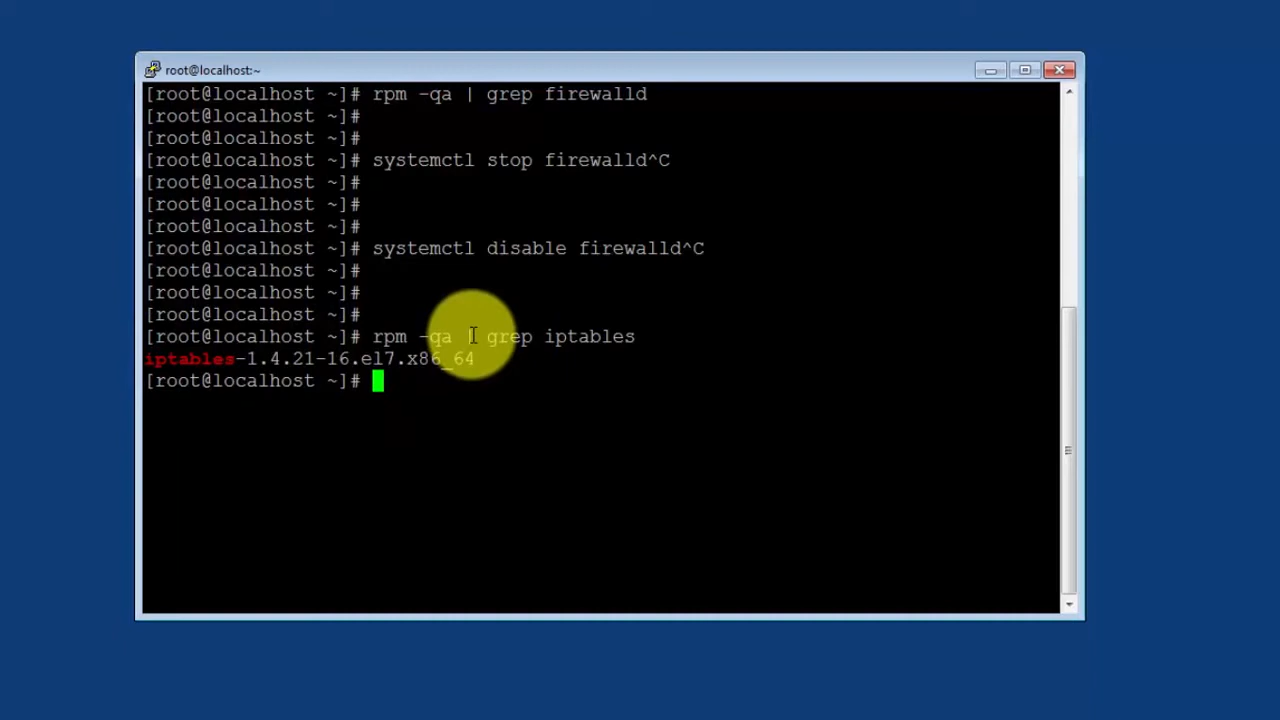 root@localhost:~
[root@localhost ~]# rpm -qa | grep firewalld
[root@localhost ~]#
[root@localhost ~]#
[root@localhost ~]# systemctl stop firewalld^C
[root@localhost ~]#
[root@localhost ~]#
[root@localhost ~]#
[root@localhost ~]# systemctl disable firewalld^C
[root@localhost ~]#
[root@localhost ~]#
[root@localhost ~]#
[root@localhost ~]# rpm -qa | grep iptables
iptables-1.4.21-16.el7.x86_64
[root@localhost ~]#